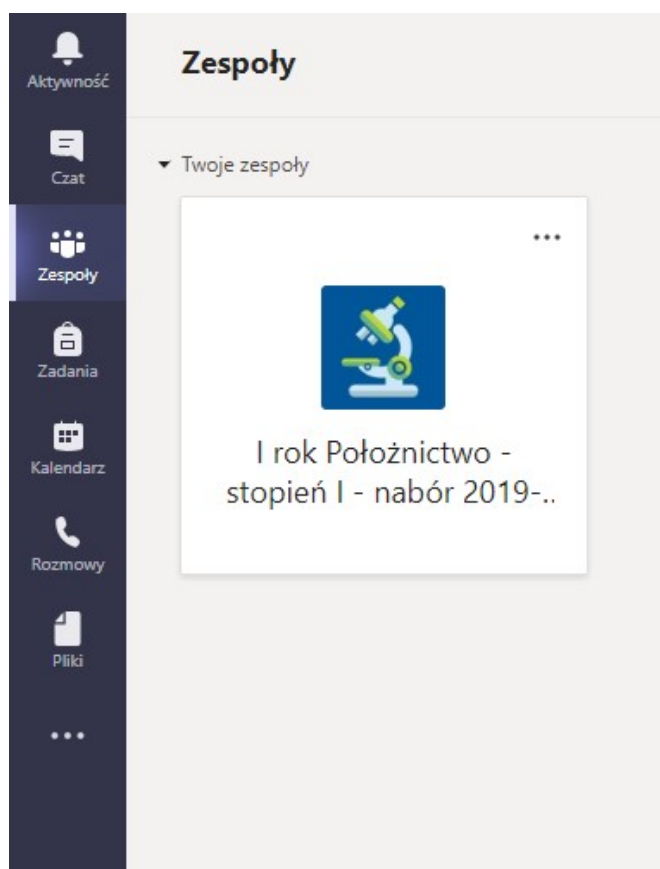 Aktywność
Czat
Zespoły
Zadania
Kalendarz
Rozmowy
Pliki
Zespoły
Twoje zespoły
I rok Położnictwo -
stopień I - nabór 2019-..